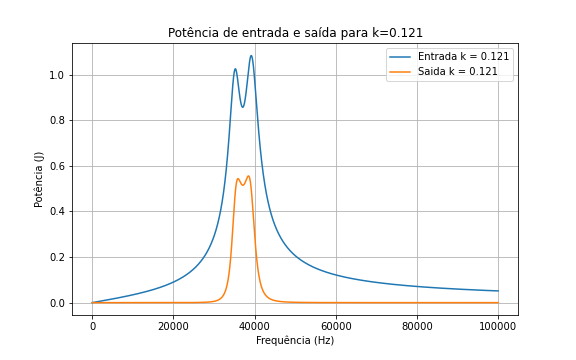 Potência de entrada e saída para k=0.121
Entrada k = 0.121
Saida k = 0.121
Potência (J)
1.0
0.8
0.6
0.4
0.2
0.0
0 20000 40000 60000 80000 100000
Frequência (Hz)